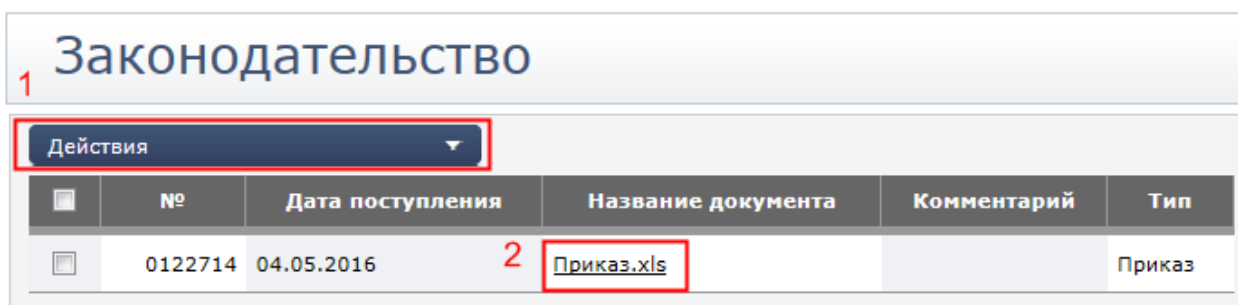 Законодательство
1
Действия
№ Дата поступления Название документа Комментарий Тип
0122714 04.05.2016 2 Приказ.xls Приказ